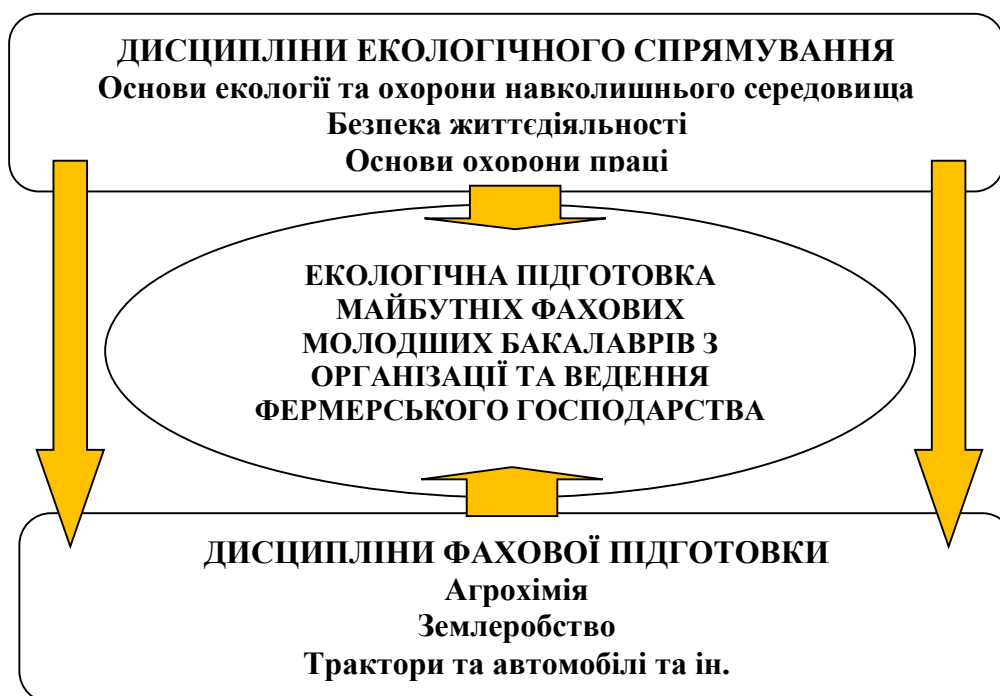 ДИСЦИПЛІНИ ЕКОЛОГІЧНОГО СПРЯМУВАННЯ
Основи екології та охорони навколишнього середовища
Безпека життєдіяльності
Основи охорони праці
ЕКОЛОГІЧНА ПІДГОТОВКА
МАЙБУТНІХ ФАХОВИХ
МОЛОДШИХ БАКАЛАВРІВ З
ОРГАНІЗАЦІЇ ТА ВЕДЕННЯ
ФЕРМЕРСЬКОГО ГОСПОДАРСТВА
ДИСЦИПЛІНИ ФАХОВОЇ ПІДГОТОВКИ
Агрохімія
Землеробство
Трактори та автомобілі та ін.